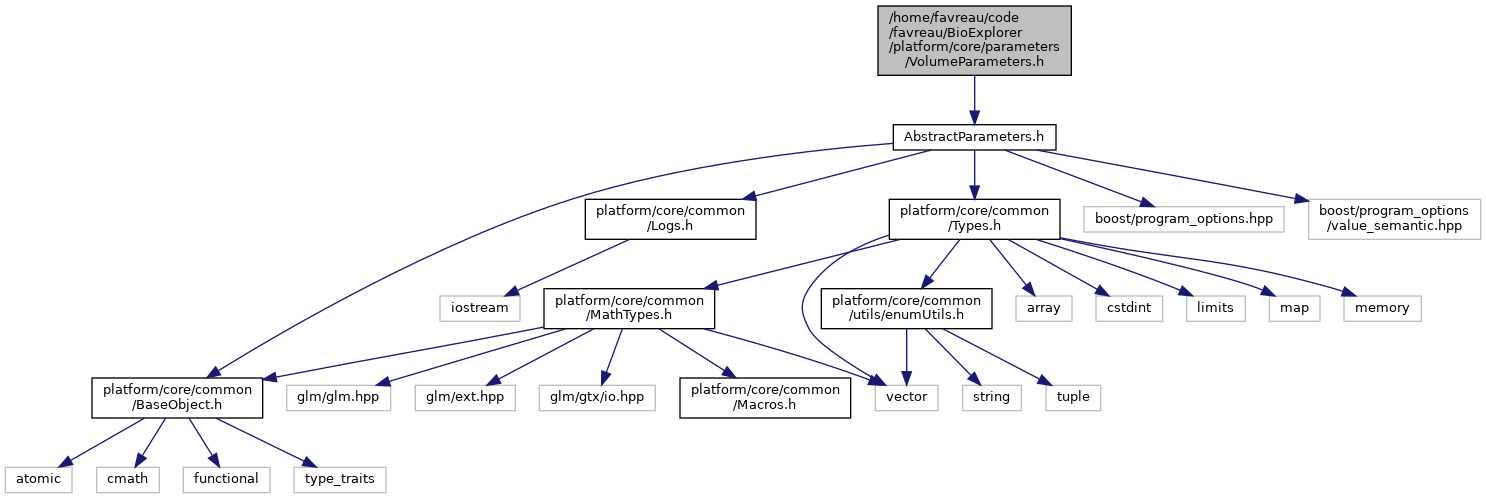 /home/favreau/code
/favreau/BioExplorer
/platform/core/parameters
/VolumeParameters.h
AbstractParameters.h
platform/core/common
/Logs.h
platform/core/common
/Types.h
boost/program_options.hpp
boost/program_options
/value_semantic.hpp
iostream
platform/core/common
/MathTypes.h
platform/core/common
/utils/enumUtils.h
array
cstdint
limits
map
memory
platform/core/common
/BaseObject.h
glm/glm.hpp
glm/ext.hpp
glm/gtx/io.hpp
platform/core/common
/Macros.h
vector
string
tuple
atomic
cmath
functional
type_traits